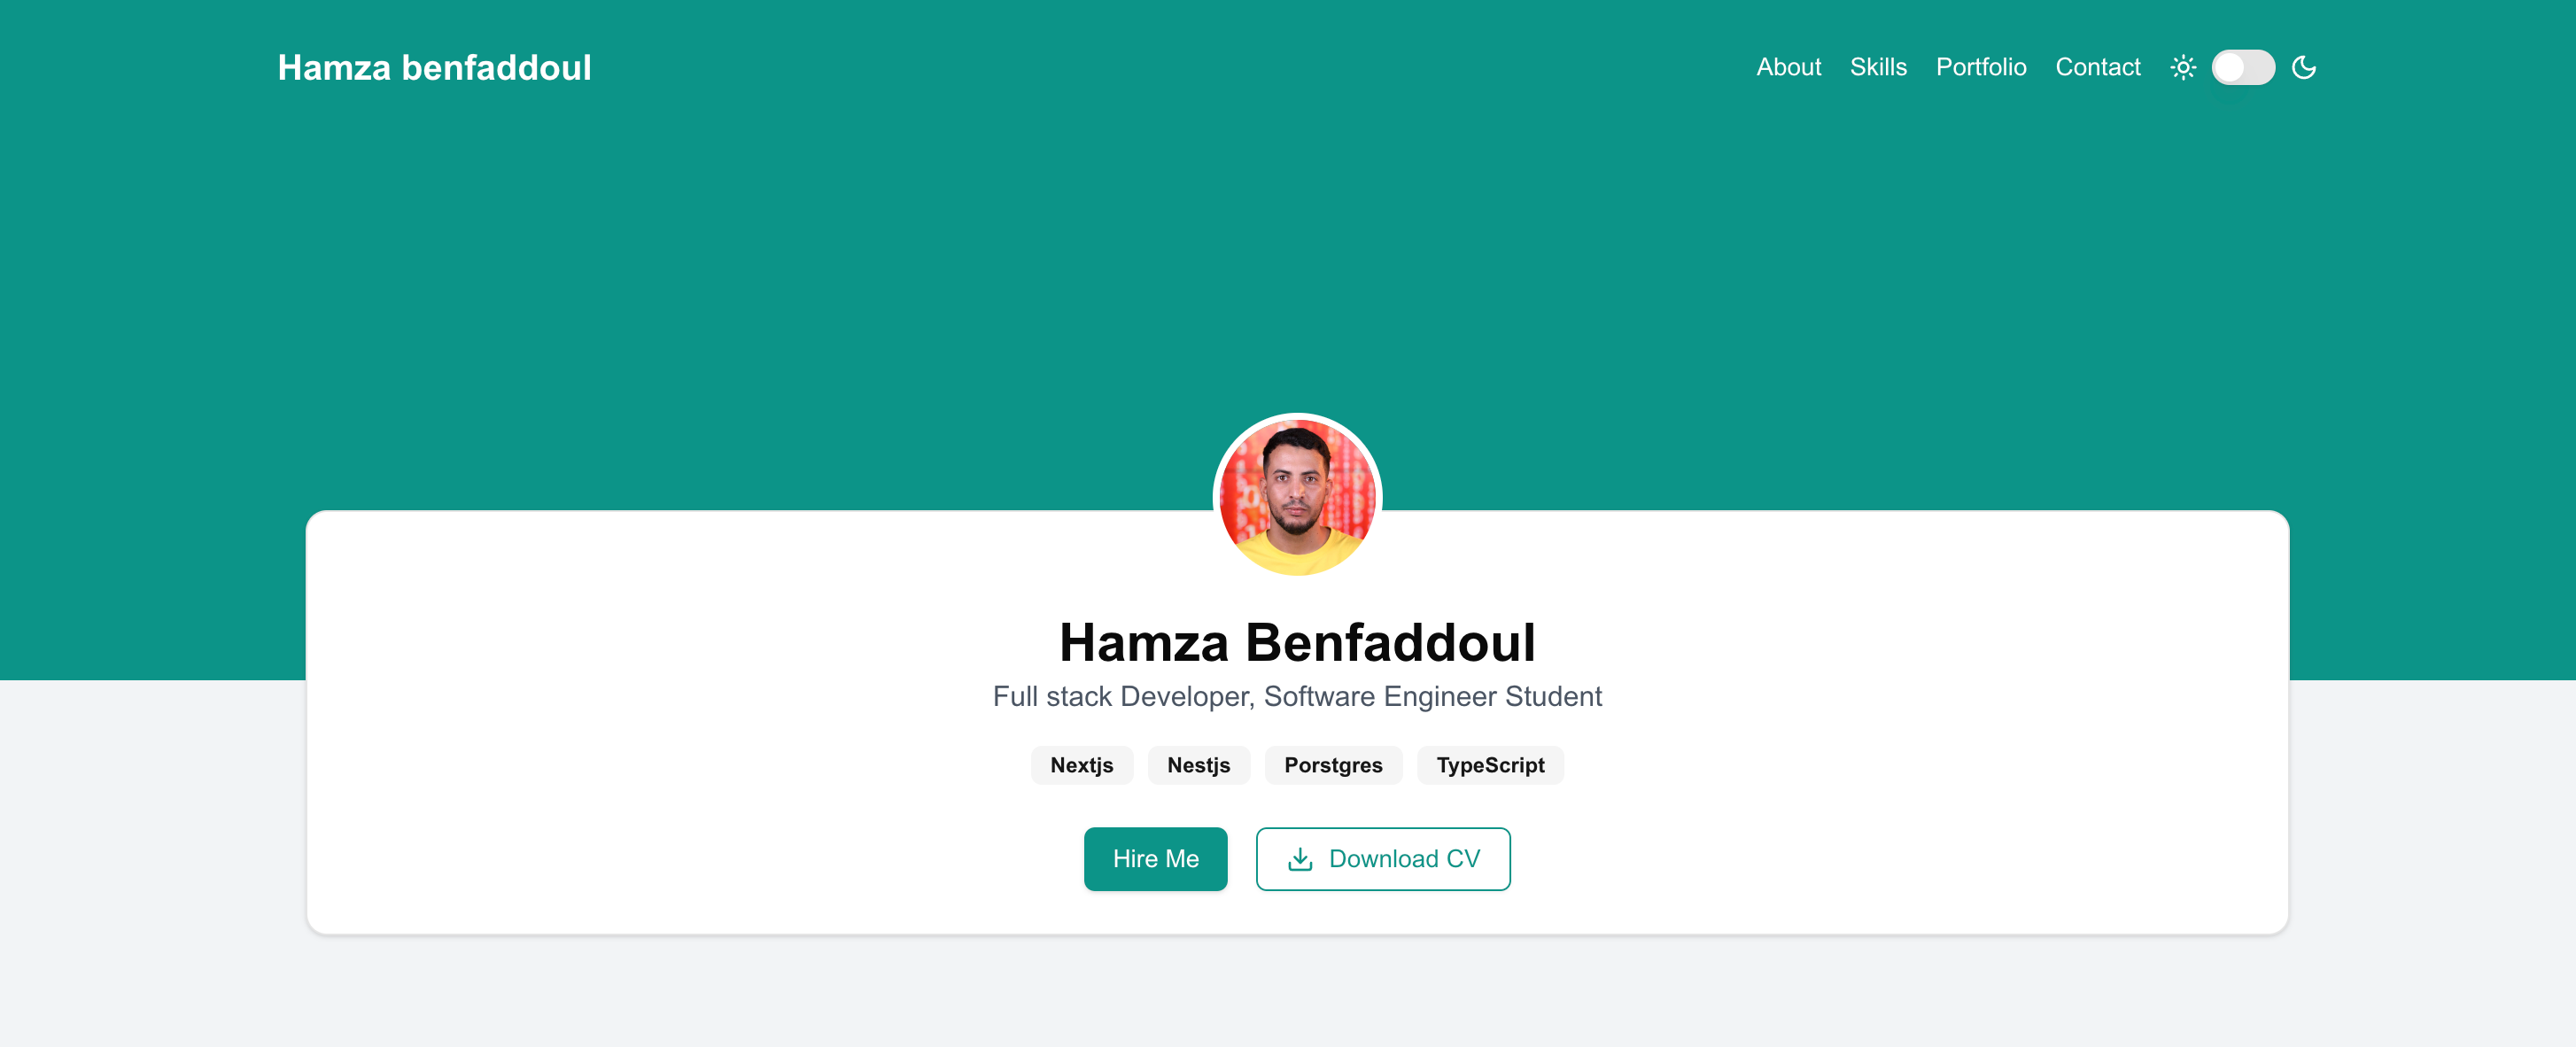 Hamza benfaddoul
About Skills Portfolio Contact
Hamza Benfaddoul
Full stack Developer, Software Engineer Student
Nextjs Nestjs Porstgres TypeScript
Hire Me Download CV